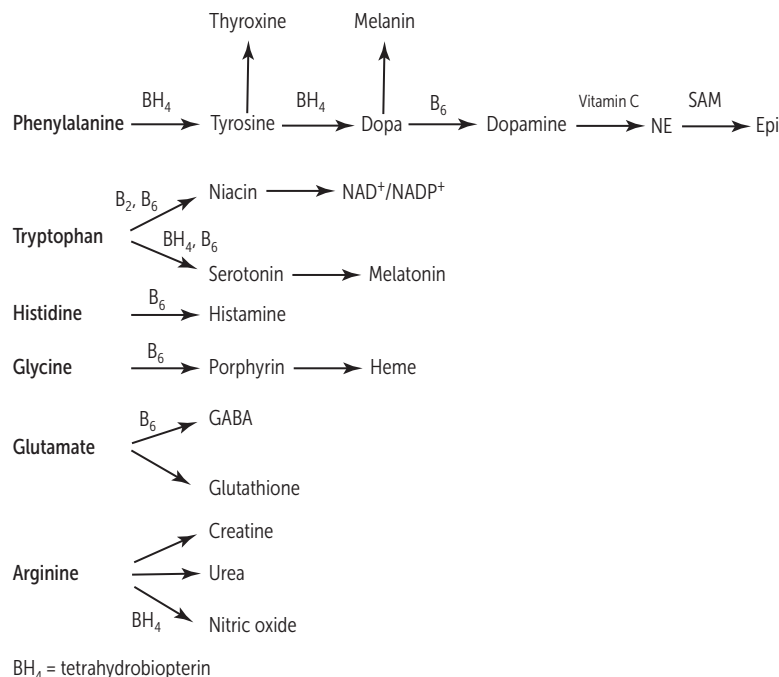 Thyroxine Melanin
BH₄ BH₄ B₆ Vitamin C SAM
Phenylalanine Tyrosine Dopa Dopamine NE Epi
Niacin NAD⁺/NADP⁺
B₂, B₆
Tryptophan
BH₄, B₆
Serotonin Melatonin
B₆
Histidine Histamine
B₆
Glycine Porphyrin Heme
B₆ GABA
Glutamate
Glutathione
Creatine
Arginine Urea
BH₄ Nitric oxide
BH₄ = tetrahydrobiopterin